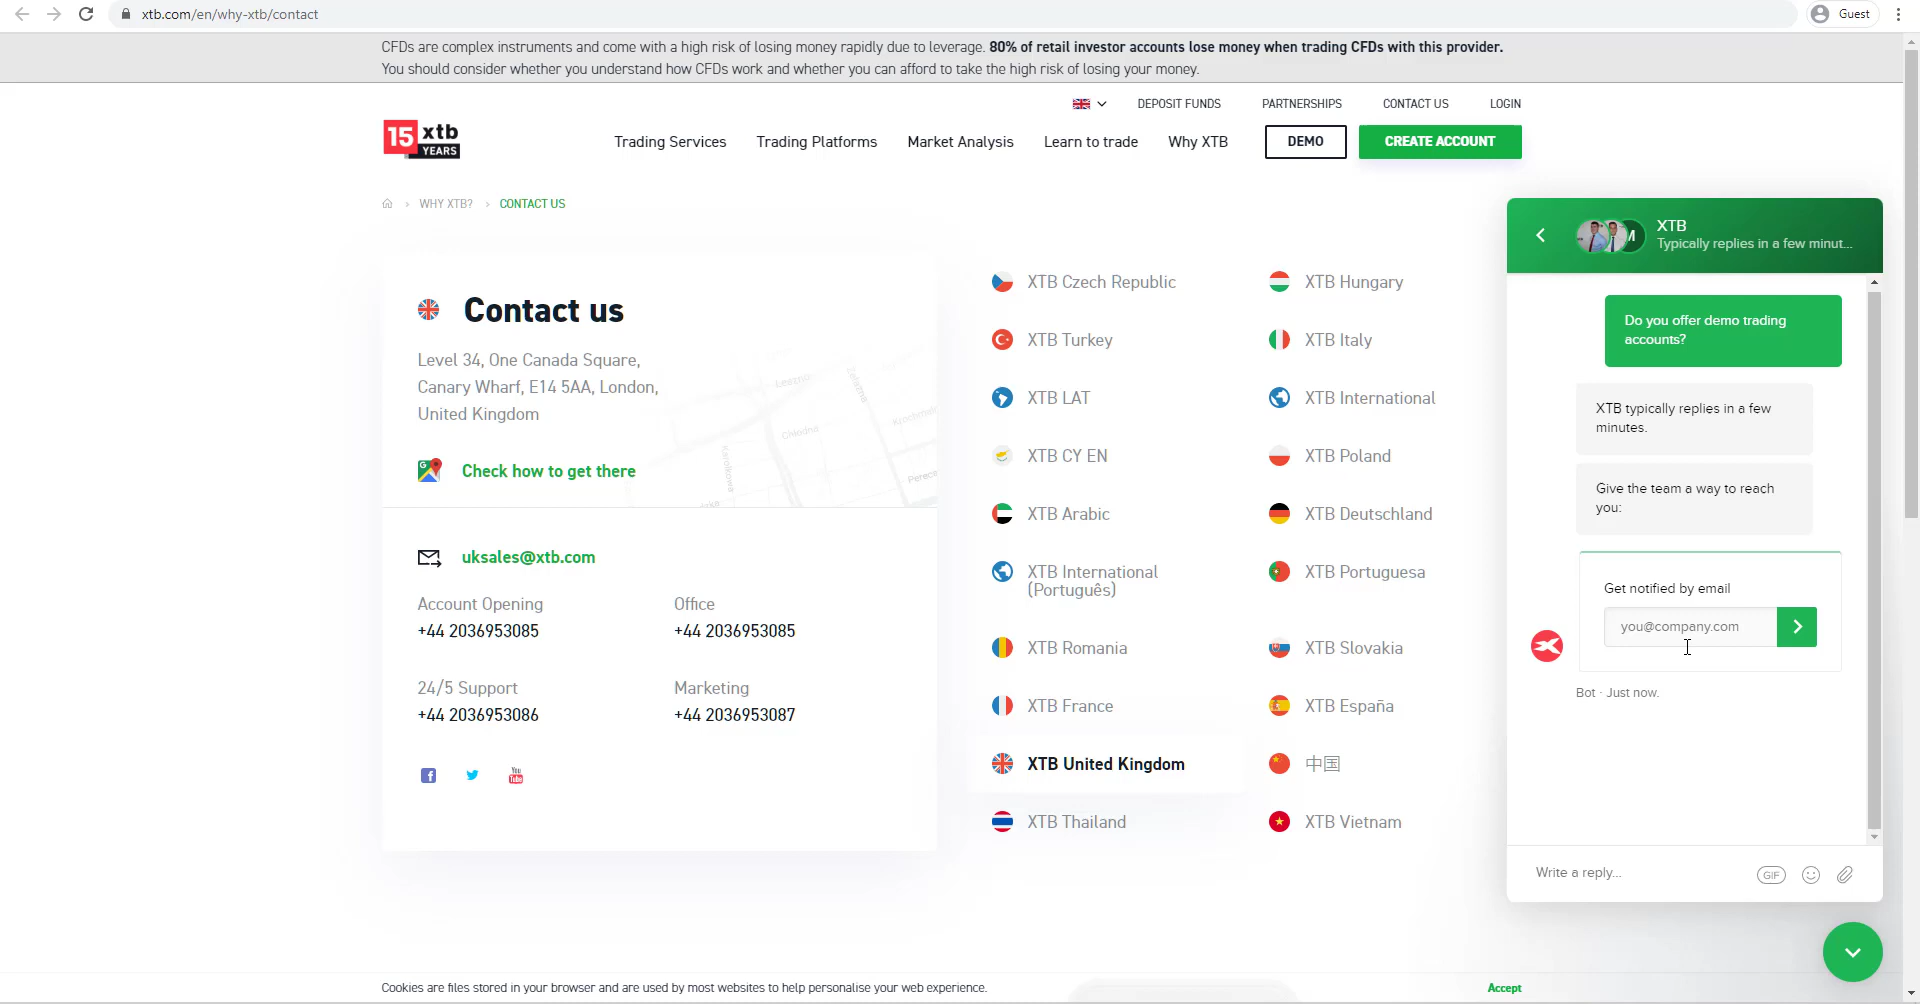 xtb.com/en/why-xtb/contact
Guest
CFDs are complex instruments and come with a high risk of losing money rapidly due to leverage. 80% of retail investor accounts lose money when trading CFDs with this provider.
You should consider whether you understand how CFDs work and whether you can afford to take the high risk of losing your money.
DEPOSIT FUNDS PARTNERSHIPS CONTACT US LOGIN
15 xtb
YEARS
Trading Services Trading Platforms Market Analysis Learn to trade Why XTB DEMO CREATE ACCOUNT
WHY XTB? › CONTACT US
Contact us
Level 34, One Canada Square,
Canary Wharf, E14 5AA, London,
United Kingdom
Check how to get there
Chłodna
uksales@xtb.com
Account Opening Office
+44 2036953085 +44 2036953085
24/5 Support Marketing
+44 2036953086 +44 2036953087
You
Tube
XTB Czech Republic XTB Hungary
XTB Turkey XTB Italy
XTB LAT XTB International
XTB CY EN XTB Poland
XTB Arabic XTB Deutschland
XTB International
(Português)
XTB Portuguesa
XTB Romania XTB Slovakia
XTB France XTB España
XTB United Kingdom 中国
XTB Thailand XTB Vietnam
XTB
Typically replies in a few minut...
Do you offer demo trading
accounts?
XTB typically replies in a few
minutes.
Give the team a way to reach
you:
Get notified by email
you@company.com
Bot · Just now.
Write a reply...
GIF
Cookies are files stored in your browser and are used by most websites to help personalise your web experience.
Accept